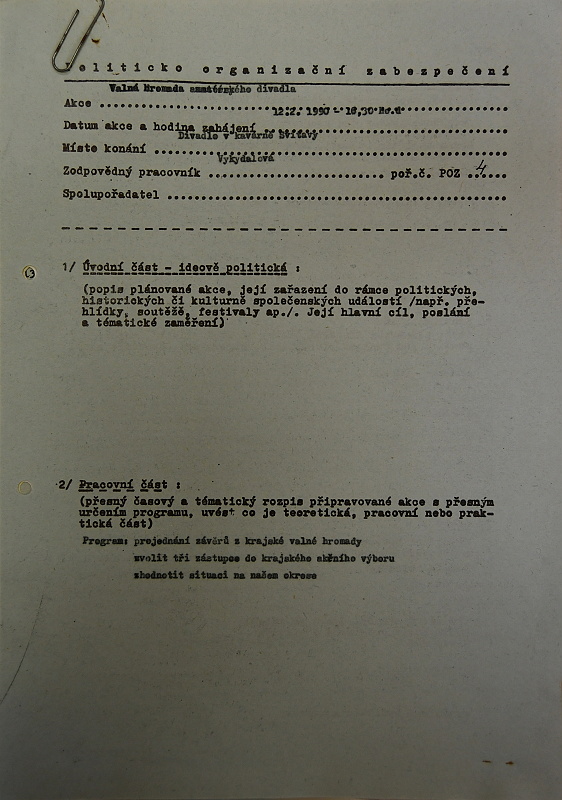 Politicko organizační zabezpečení
Valná Hromada amatérského divadla
Akce ........................................
12.2. 1990 - 16,30 Hod
Datum akce a hodina zahájení ........................
Divadlo v kavárně Svitavy
Místo konání ........................................
Vykydalová
Zodpovědný pracovník ........................ poř.č. POZ ..4...
Spolupořadatel ........................................
1/ Úvodní část - ideově politická :
(popis plánované akce, její zařazení do rámce politických,
historických či kulturně společenských událostí /např. pře-
hlídky, soutěže, festivaly ap./. Její hlavní cíl, poslání
a tématické zaměření)
2/ Pracovní část :
(přesný časový a tématický rozpis připravované akce s přesným
určením programu, uvést co je teoretická, pracovní nebo prak-
tická část)
Program: projednání závěrů z krajské valné hromady
zvolit tři zástupce do krajského akčního výboru
zhodnotit situaci na našem okrese